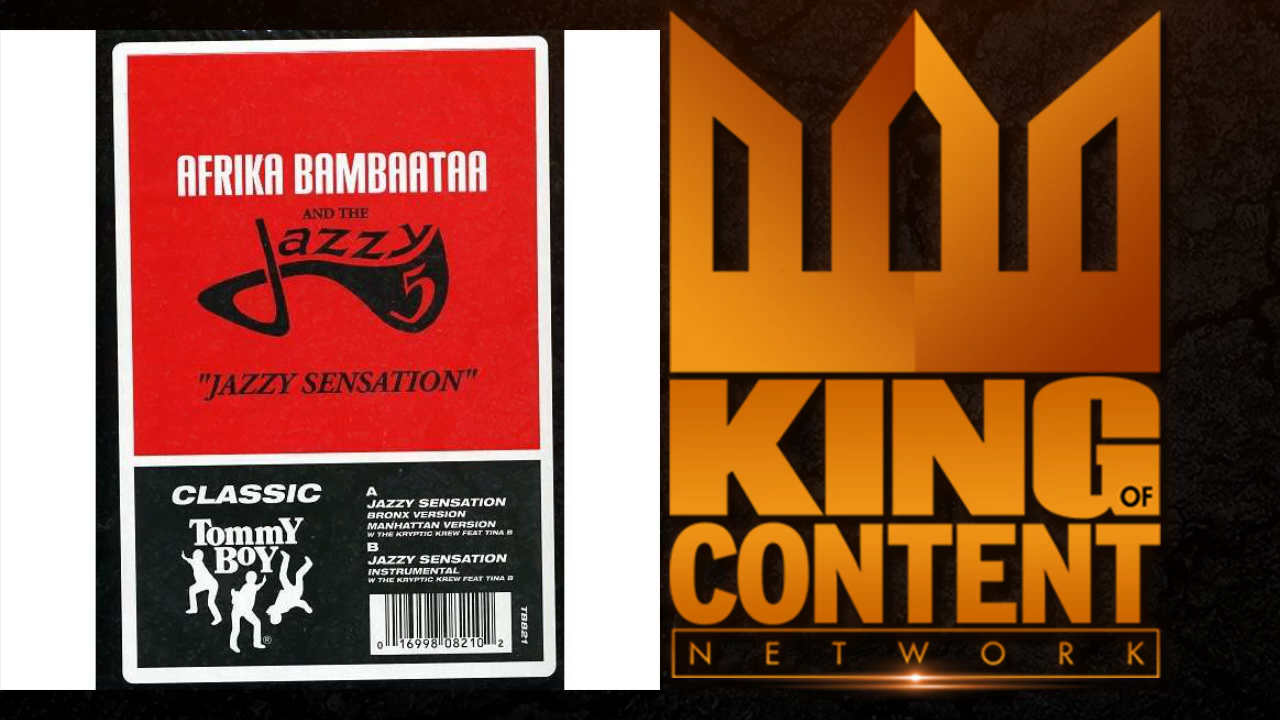 AFRIKA BAMBAATAA
AND THE
Jazzy
5
"JAZZY SENSATION"
CLASSIC
Tommy
Boy
®
A
JAZZY SENSATION
BRONX VERSION
MANHATTAN VERSION
W THE KRYPTIC KREW FEAT TINA B
B
JAZZY SENSATION
INSTRUMENTAL
W THE KRYPTIC KREW FEAT TINA B
0 16998 08210 2
TB821
KING
OF
CONTENT
NETWORK